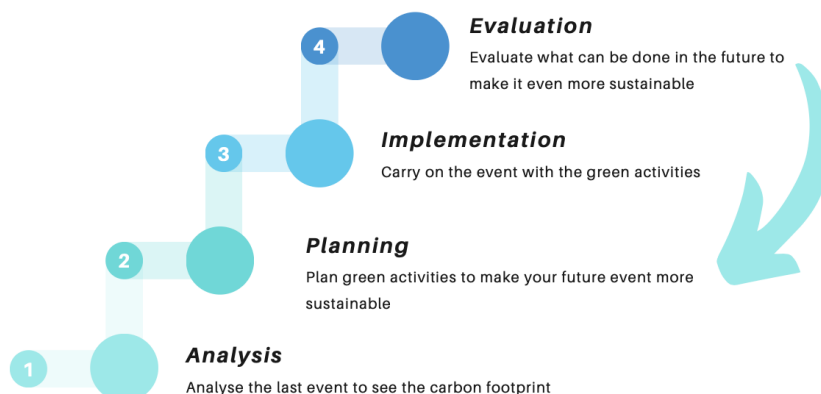 4
Evaluation
Evaluate what can be done in the future to
make it even more sustainable
3
Implementation
Carry on the event with the green activities
2
Planning
Plan green activities to make your future event more
sustainable
1
Analysis
Analyse the last event to see the carbon footprint